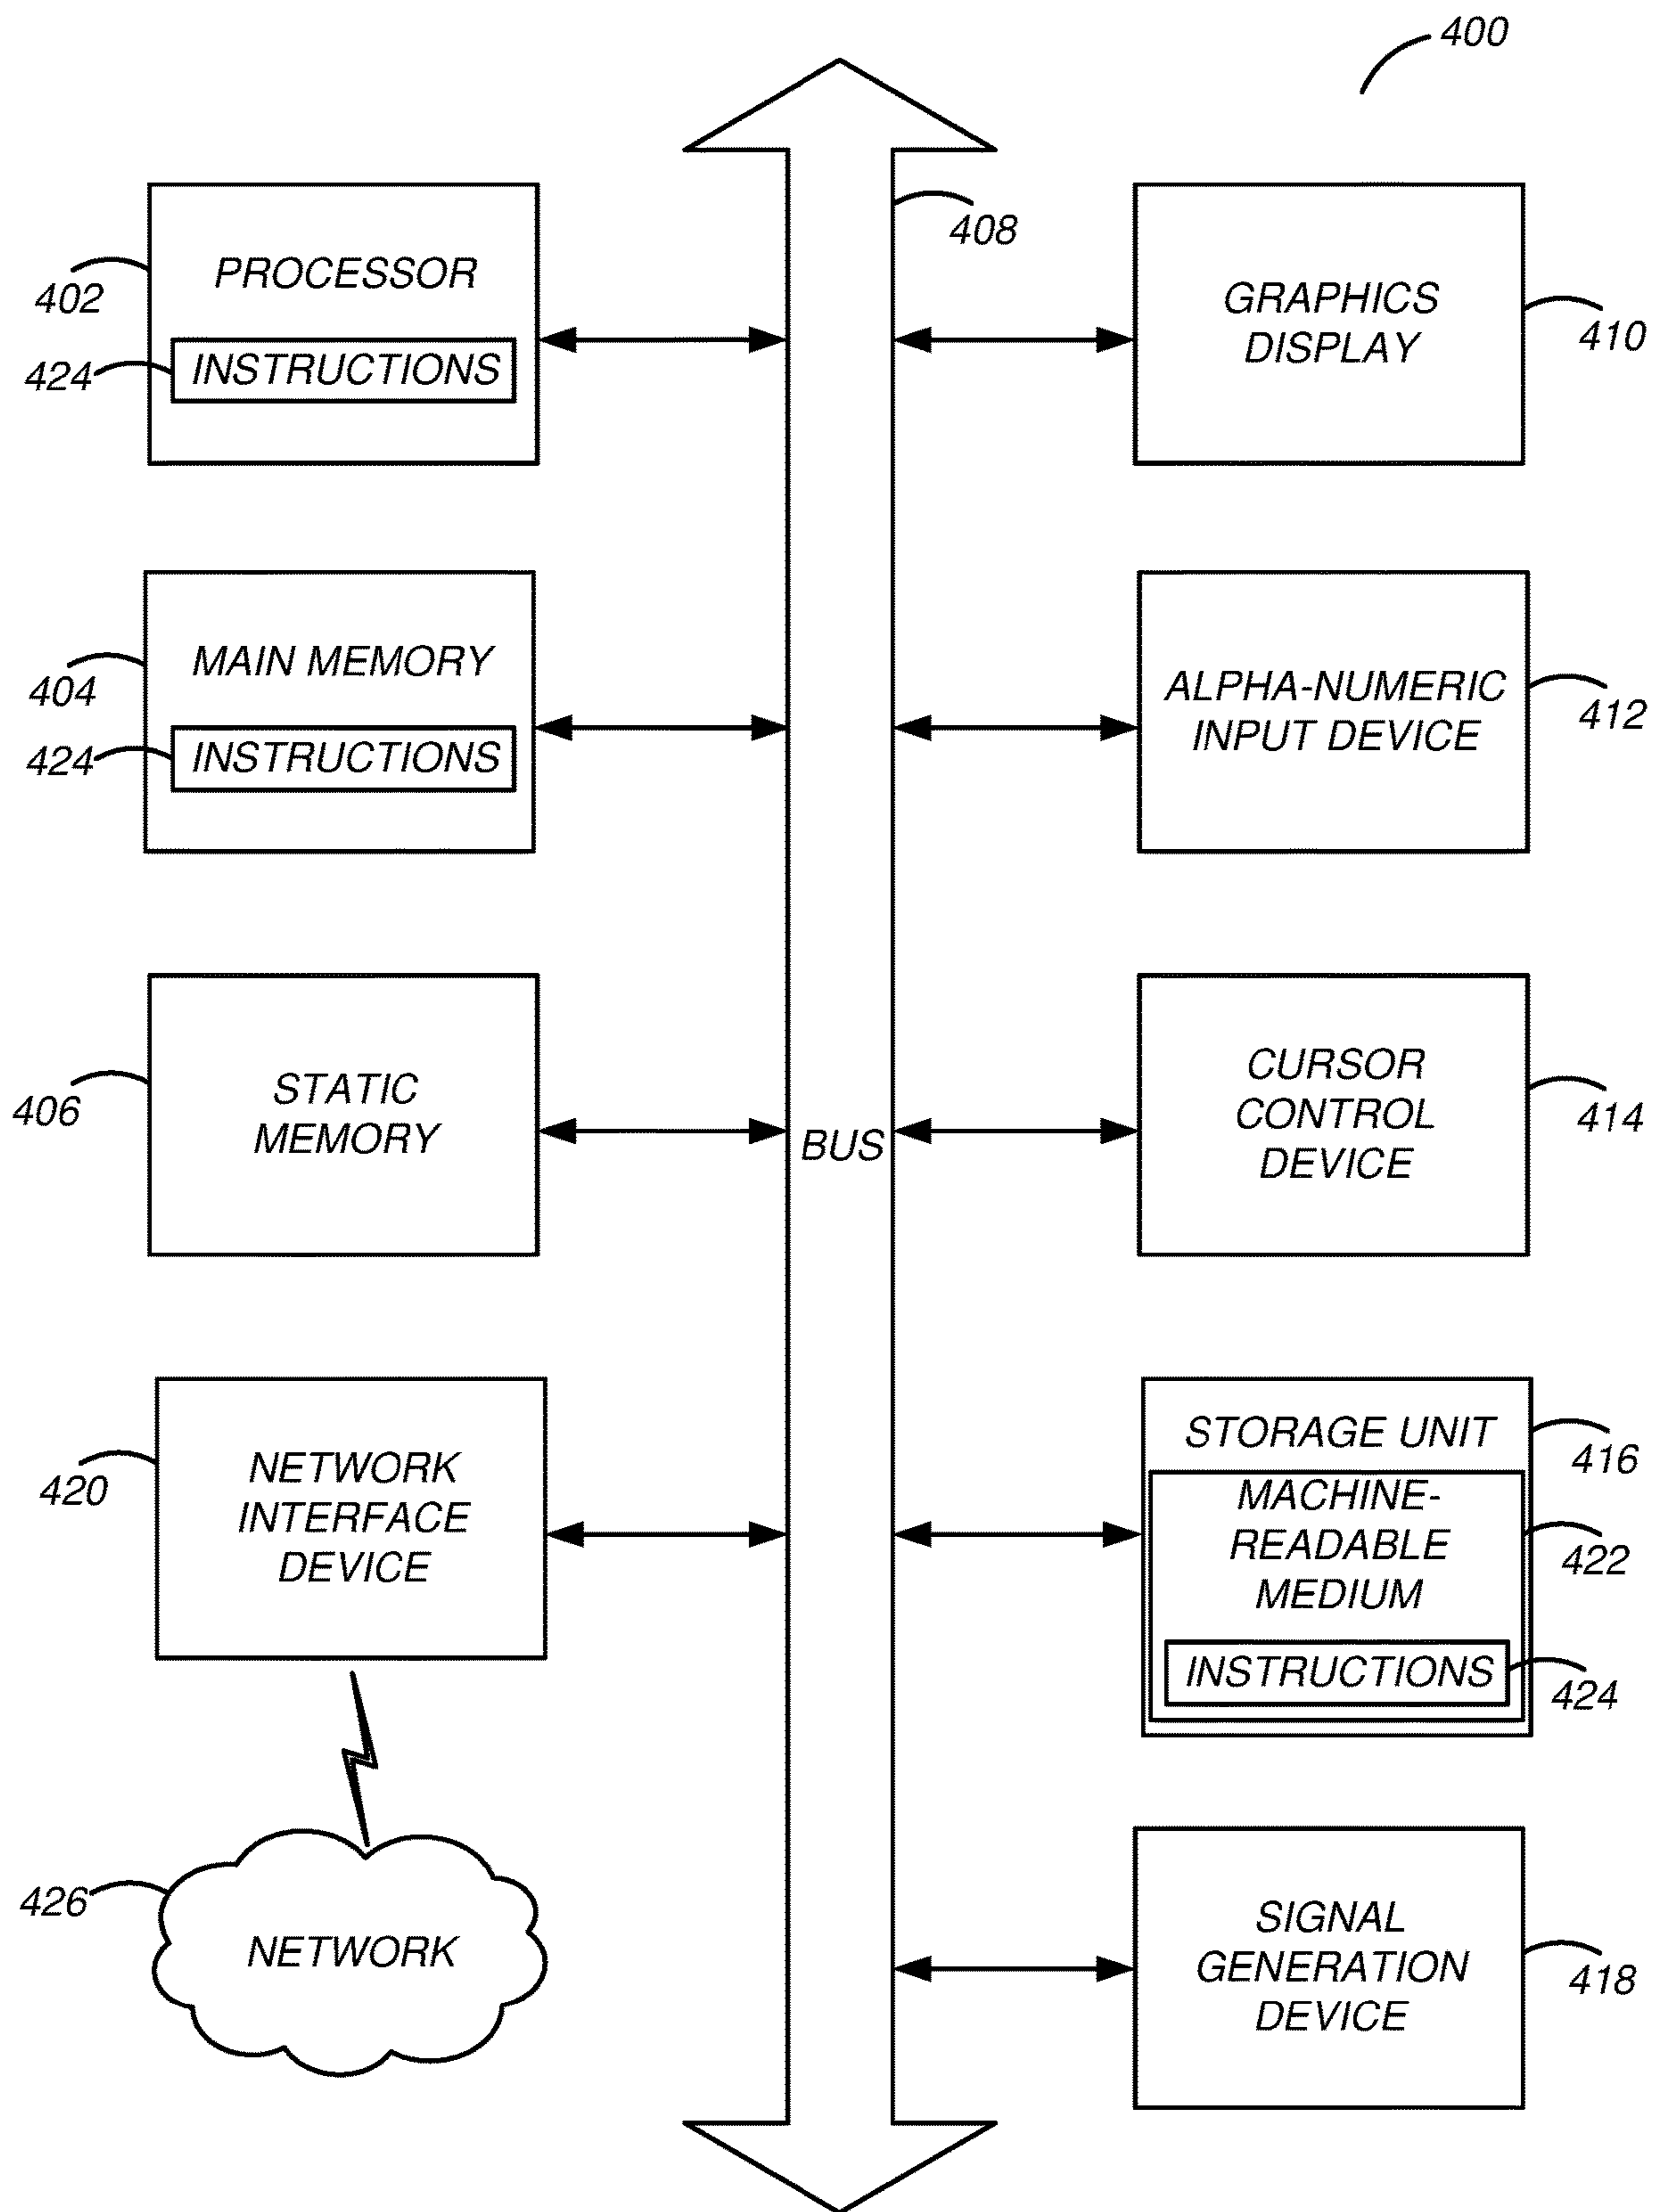 400
408
PROCESSOR
402
INSTRUCTIONS
424
GRAPHICS
DISPLAY
410
MAIN MEMORY
404
INSTRUCTIONS
424
ALPHA-NUMERIC
INPUT DEVICE
412
STATIC
MEMORY
406
BUS
CURSOR
CONTROL
DEVICE
414
NETWORK
INTERFACE
DEVICE
420
STORAGE UNIT
416
MACHINE-
READABLE
MEDIUM
422
INSTRUCTIONS
424
426
NETWORK
SIGNAL
GENERATION
DEVICE
418